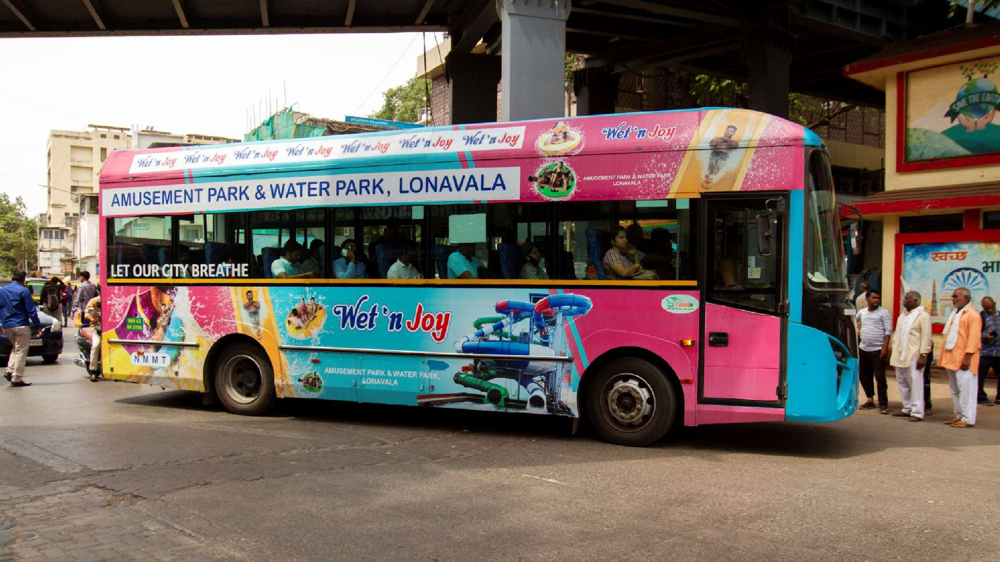 AVIATION TRAINING
Wet 'n Joy Wet 'n Joy Wet 'n Joy Wet 'n Joy Wet 'n Joy Wet 'n Joy Wet 'n Joy
Wet 'n Joy
AMUSEMENT PARK & WATER PARK, LONAVALA
AMUSEMENT PARK & WATER PARK
LONAVALA
SAVE THE EARTH
स्वच्छ
भा
LET OUR CITY BREATHE
Wet 'n Joy
FAME
MH 43
BX 0796
NMMT
AMUSEMENT PARK & WATER PARK,
LONAVALA